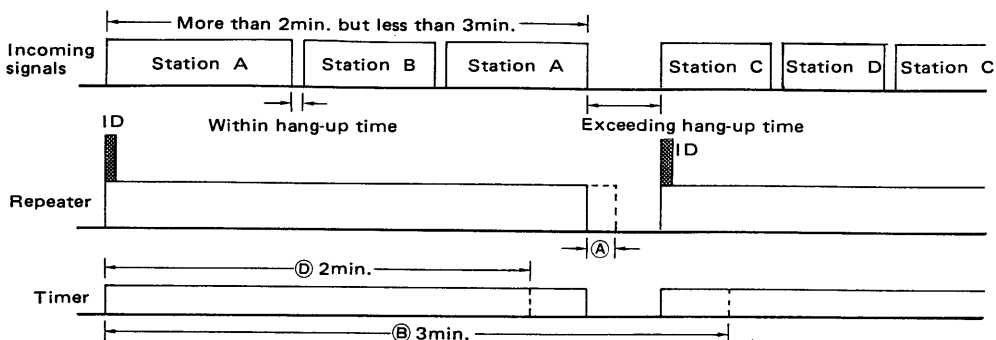 More than 2min. but less than 3min.
Incoming signals
Station A
Station B
Station A
Station C
Station D
Station C
Within hang-up time
Exceeding hang-up time
ID
ID
Repeater
Ⓐ
Ⓓ 2min.
Timer
Ⓑ 3min.